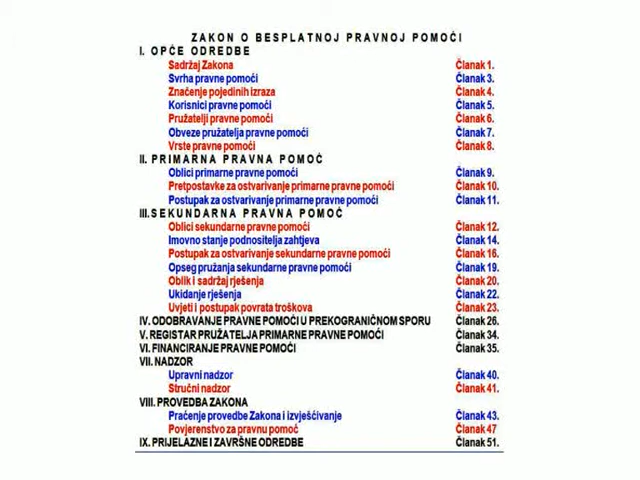 ZAKON O BESPLATNOJ PRAVNOJ POMOĆI
I. OPĆE ODREDBE
Sadržaj Zakona Članak 1.
Svrha pravne pomoći Članak 3.
Značenje pojedinih izraza Članak 4.
Korisnici pravne pomoći Članak 5.
Pružatelji pravne pomoći Članak 6.
Obveze pružatelja pravne pomoći Članak 7.
Vrste pravne pomoći Članak 8.
II. PRIMARNA PRAVNA POMOĆ
Oblici primarne pravne pomoći Članak 9.
Pretpostavke za ostvarivanje primarne pravne pomoći Članak 10.
Postupak za ostvarivanje primarne pravne pomoći Članak 11.
III.SEKUNDARNA PRAVNA POMOĆ
Oblici sekundarne pravne pomoći Članak 12.
Imovno stanje podnositelja zahtjeva Članak 14.
Postupak za ostvarivanje sekundarne pravne pomoći Članak 16.
Opseg pružanja sekundarne pravne pomoći Članak 19.
Oblik i sadržaj rješenja Članak 20.
Ukidanje rješenja Članak 22.
Uvjeti i postupak povrata troškova Članak 23.
IV. ODOBRAVANJE PRAVNE POMOĆI U PREKOGRANIČNOM SPORU Članak 26.
V. REGISTAR PRUŽATELJA PRIMARNE PRAVNE POMOĆI Članak 34.
VI. FINANCIRANJE PRAVNE POMOĆI Članak 35.
VII. NADZOR
Upravni nadzor Članak 40.
Stručni nadzor Članak 41.
VIII. PROVEDBA ZAKONA
Praćenje provedbe Zakona i izvješćivanje Članak 43.
Povjerenstvo za pravnu pomoć Članak 47
IX. PRIJELAZNE I ZAVRŠNE ODREDBE Članak 51.